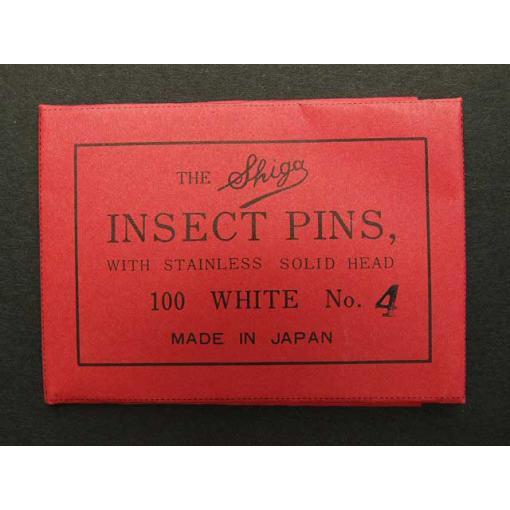 THE Shiga
INSECT PINS,
WITH STAINLESS SOLID HEAD
100 WHITE No. 4
MADE IN JAPAN